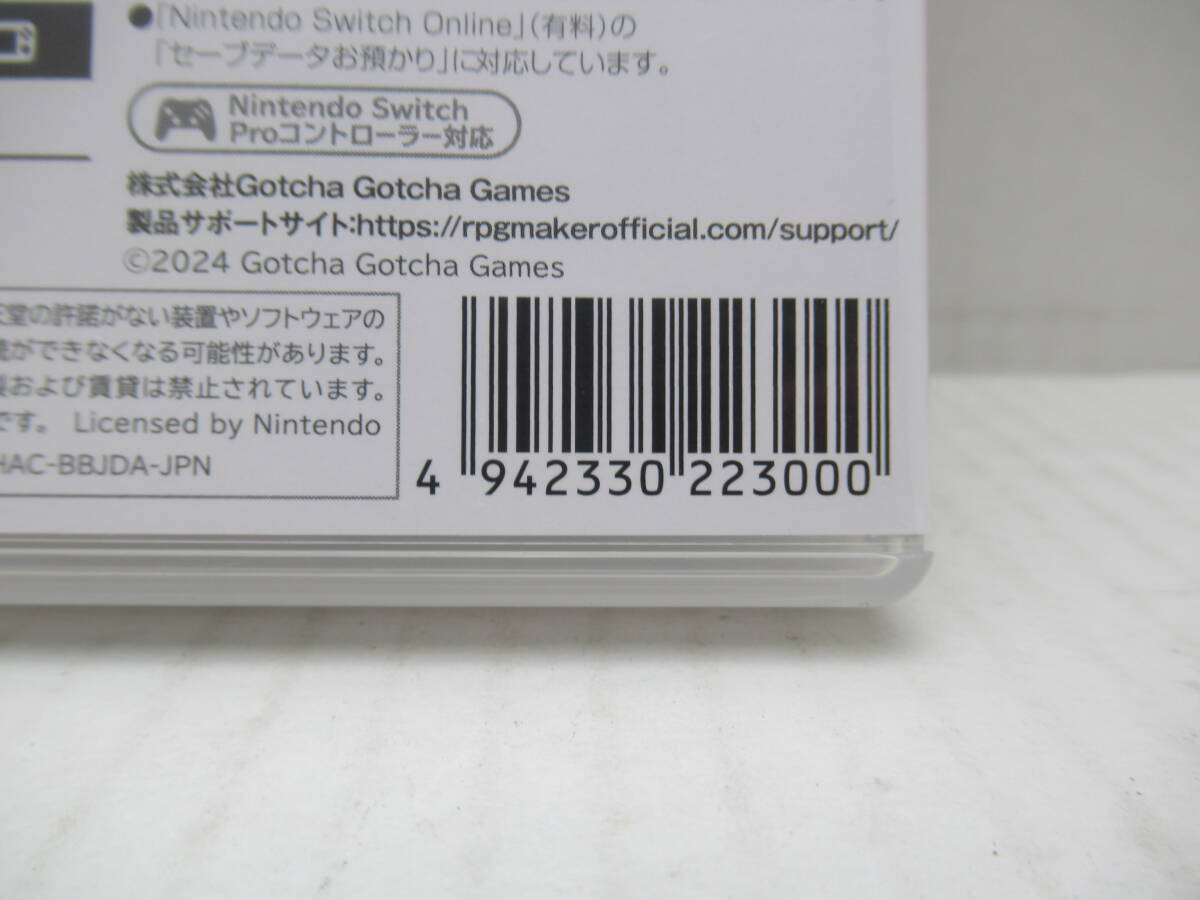 ●「Nintendo Switch Online」(有料)の
「セーブデータお預かり」に対応しています。
Nintendo Switch
Proコントローラー対応
株式会社Gotcha Gotcha Games
製品サポートサイト:https://rpgmakerofficial.com/support/
©2024 Gotcha Gotcha Games
天堂の許諾がない装置やソフトウェアの
ができなくなる可能性があります。
製および賃貸は禁止されています。
です。 Licensed by Nintendo
HAC-BBJDA-JPN
4 942330 223000